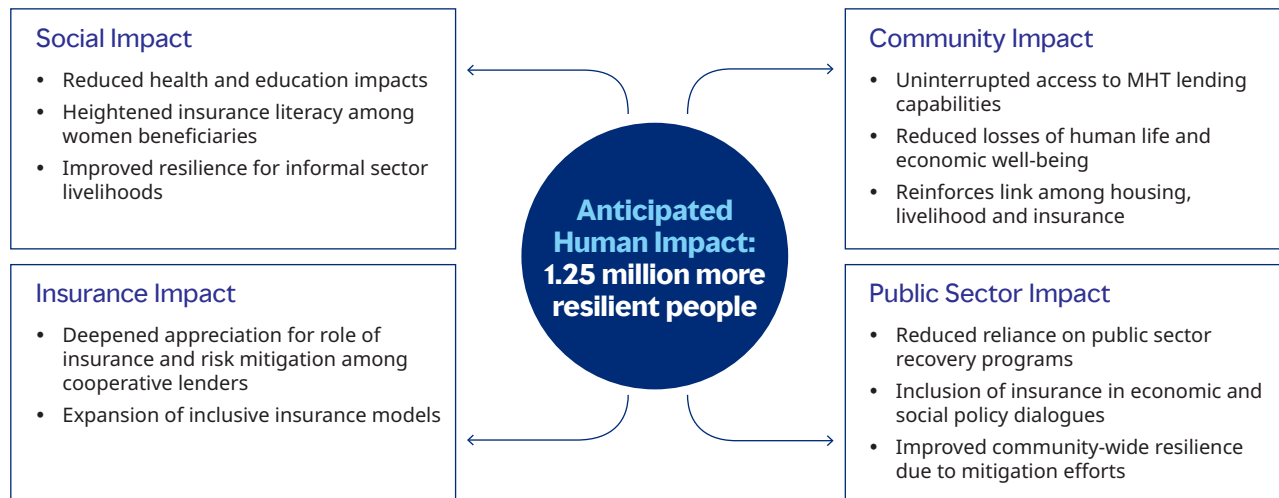 Social Impact
• Reduced health and education impacts
• Heightened insurance literacy among
women beneficiaries
• Improved resilience for informal sector
livelihoods
Community Impact
• Uninterrupted access to MHT lending
capabilities
• Reduced losses of human life and
economic well-being
• Reinforces link among housing,
livelihood and insurance
Anticipated
Human Impact:
1.25 million more
resilient people
Insurance Impact
• Deepened appreciation for role of
insurance and risk mitigation among
cooperative lenders
• Expansion of inclusive insurance models
Public Sector Impact
• Reduced reliance on public sector
recovery programs
• Inclusion of insurance in economic and
social policy dialogues
• Improved community-wide resilience
due to mitigation efforts